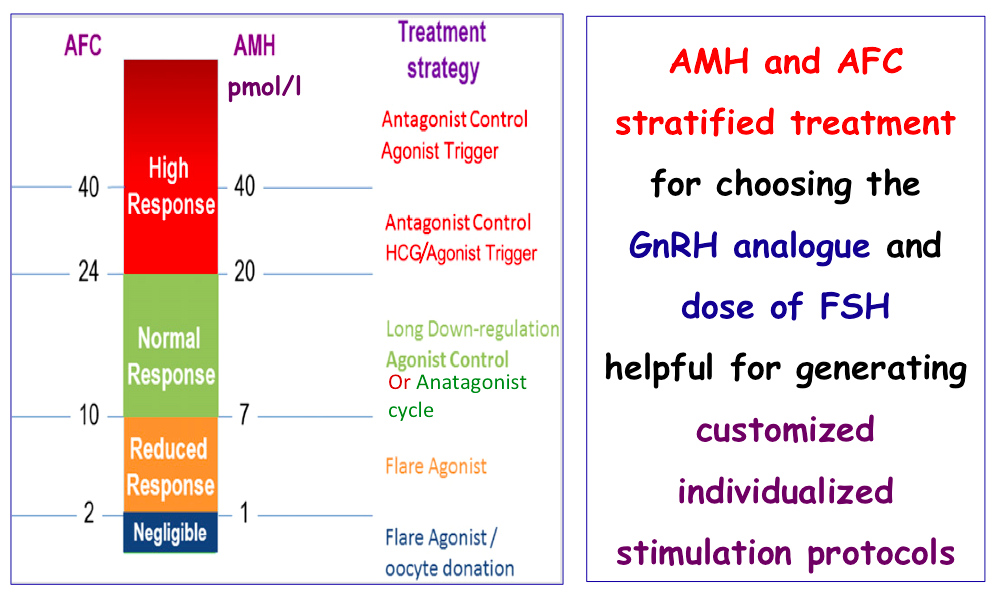 AFC
AMH
pmol/l
Treatment
strategy
Antagonist Control
Agonist Trigger
High
Response
40
40
Antagonist Control
HCG/Agonist Trigger
24
20
Normal
Response
Long Down-regulation
Agonist Control
Or Anatagonist
cycle
10
7
Reduced
Response
Flare Agonist
2
1
Negligible
Flare Agonist /
oocyte donation
AMH and AFC
stratified treatment
for choosing the
GnRH analogue and
dose of FSH
helpful for generating
customized
individualized
stimulation protocols